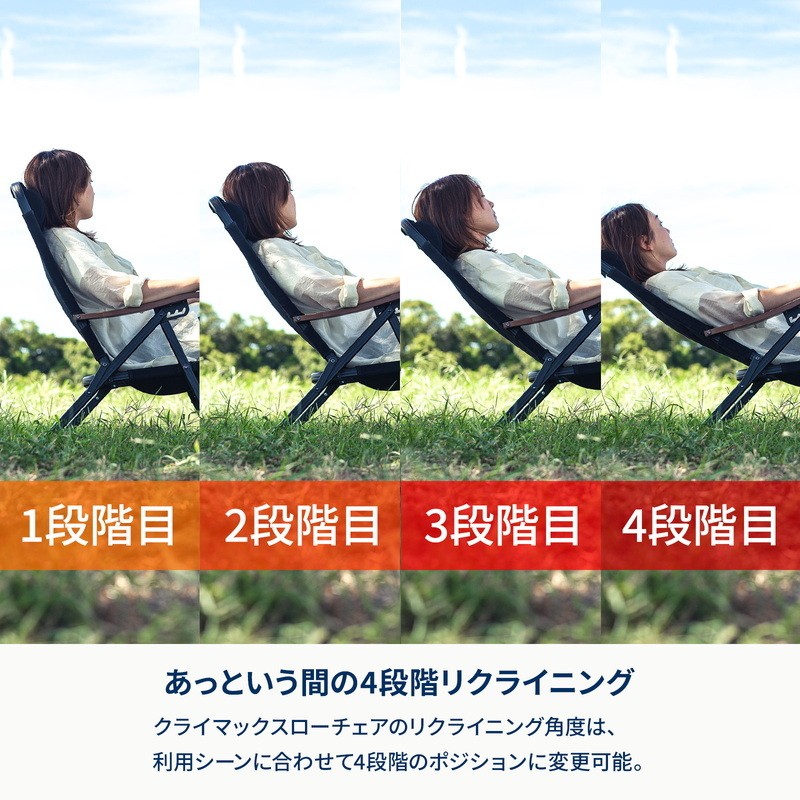 1段階目
2段階目
3段階目
4段階目
あっという間の4段階リクライニング
クライマックスローチェアのリクライニング角度は、
利用シーンに合わせて4段階のポジションに変更可能。